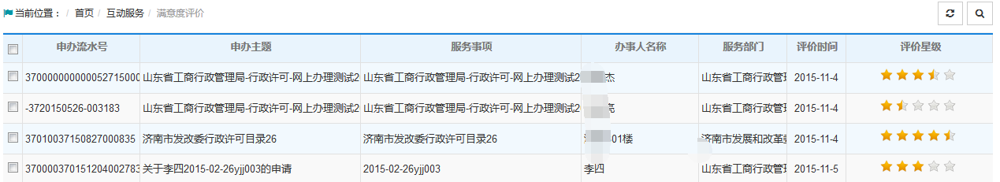 当前位置： / 首页 / 互动服务 / 满意度评价
申办流水号 申办主题 服务事项 办事人名称 服务部门 评价时间 评价星级
370000000000052715000 山东省工商行政管理局-行政许可-网上办理测试2 山东省工商行政管理局-行政许可-网上办理测试2 杰 山东省工商行政管 2015-11-4
-3720150526-003183 山东省工商行政管理局-行政许可-网上办理测试2 山东省工商行政管理局-行政许可-网上办理测试2 亮 山东省工商行政管 2015-11-4
37010037150827000835 济南市发改委行政许可目录26 济南市发改委行政许可目录26 01楼 济南市发展和改革委 2015-11-4
370000370151204002783 关于李四2015-02-26yjj003的申请 2015-02-26yjj003 李四 山东省工商行政管 2015-11-5